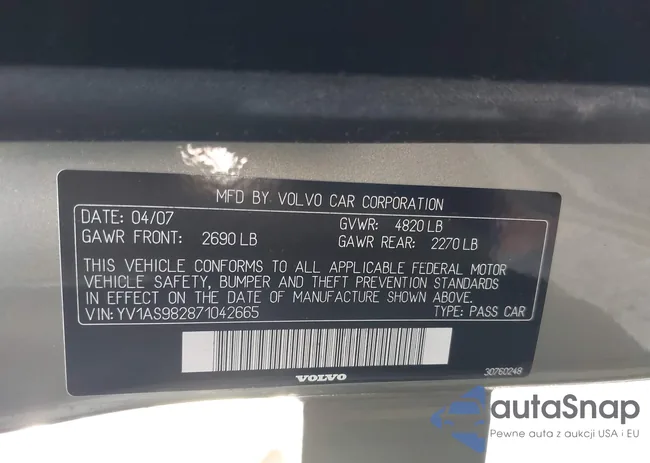 MFD BY VOLVO CAR CORPORATION
DATE: 04/07 GVWR: 4820 LB
GAWR FRONT: 2690 LB GAWR REAR: 2270 LB
THIS VEHICLE CONFORMS TO ALL APPLICABLE FEDERAL MOTOR
VEHICLE SAFETY, BUMPER AND THEFT PREVENTION STANDARDS
IN EFFECT ON THE DATE OF MANUFACTURE SHOWN ABOVE.
VIN: YV1AS982871042665 TYPE: PASS CAR
VOLVO 30760248
autaSnap
Pewne auta z aukcji USA i EU